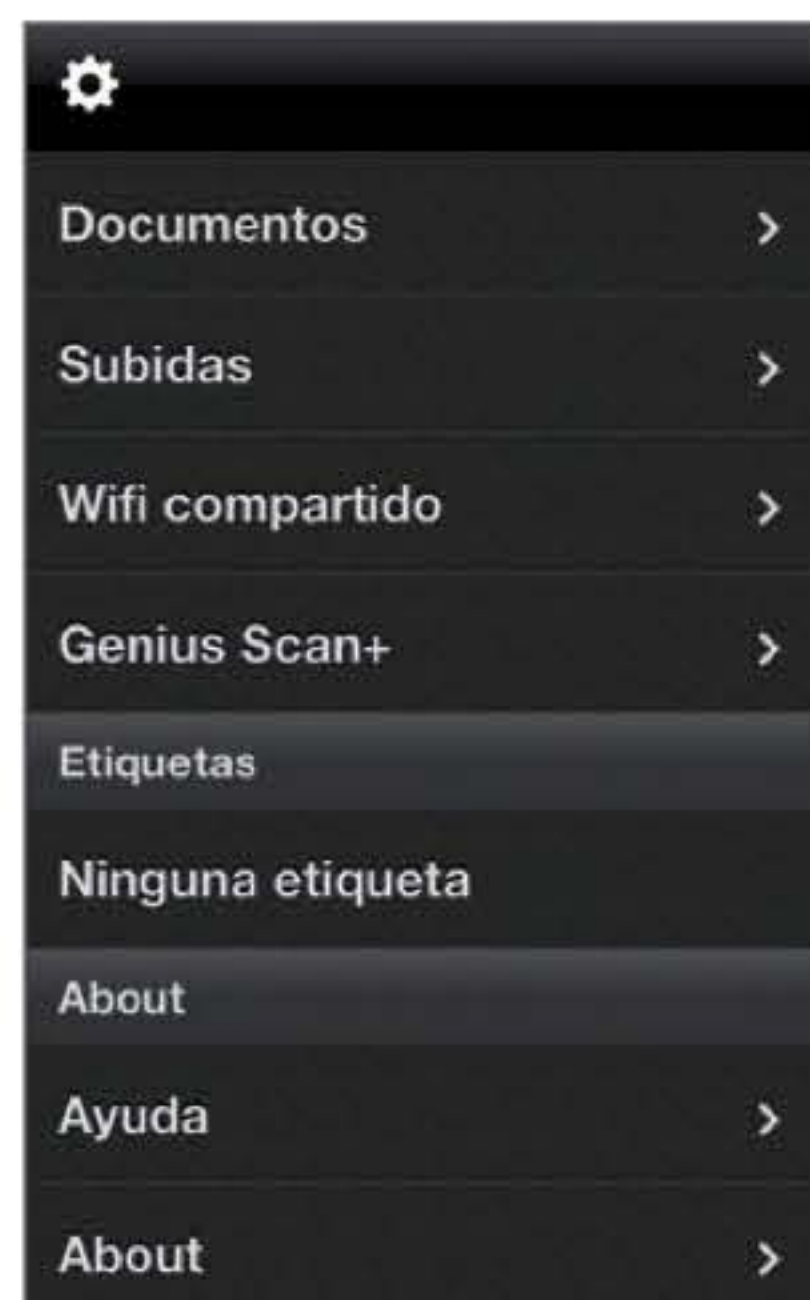 Documentos
Subidas
Wifi compartido
Genius Scan+
Etiquetas
Ninguna etiqueta
About
Ayuda
About